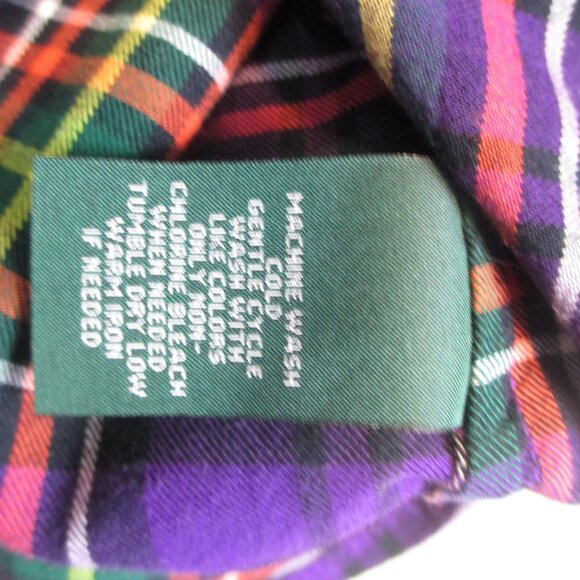 MACHINE WASH
COLD
GENTLE CYCLE
WASH WITH
LIKE COLORS
ONLY NON-
CHLORINE BLEACH
WHEN NEEDED
TUMBLE DRY LOW
WARM IRON
IF NEEDED